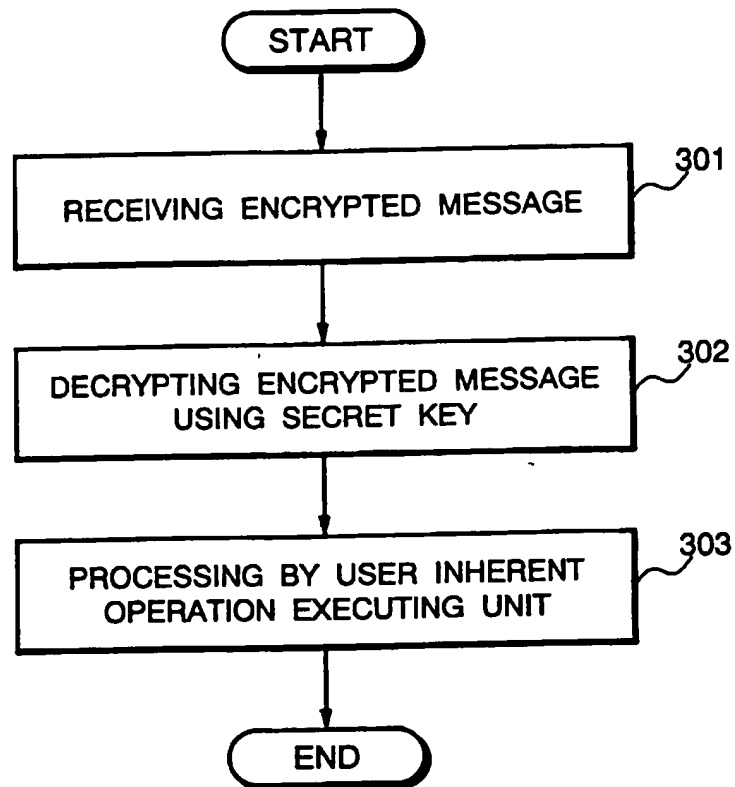 START
RECEIVING ENCRYPTED MESSAGE
301
DECRYPTING ENCRYPTED MESSAGE
USING SECRET KEY
302
PROCESSING BY USER INHERENT
OPERATION EXECUTING UNIT
303
END